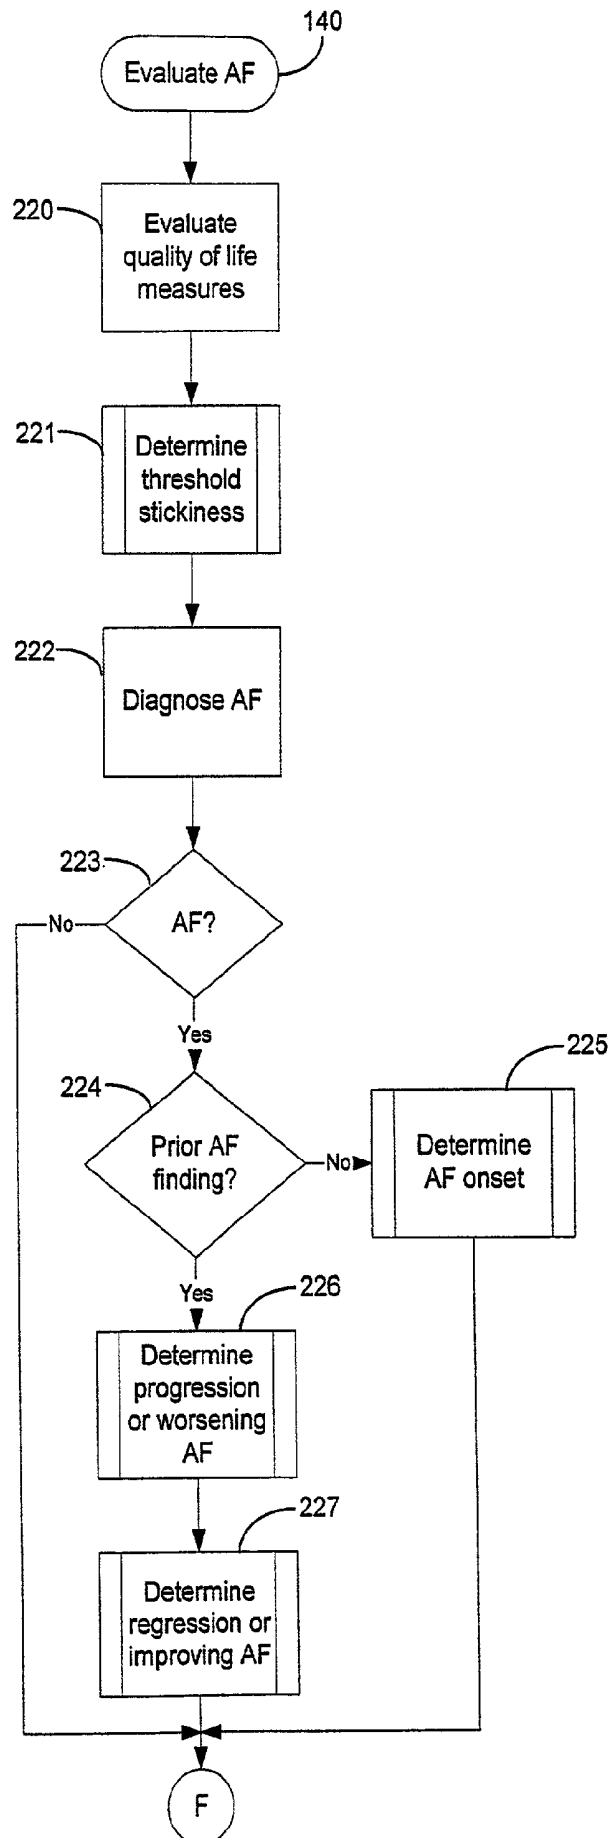 140
Evaluate AF
220
Evaluate
quality of life
measures
221
Determine
threshold
stickiness
222
Diagnose AF
223
AF?
No
Yes
224
Prior AF
finding?
No
225
Determine
AF onset
Yes
226
Determine
progression
or worsening
AF
227
Determine
regression or
improving AF
F